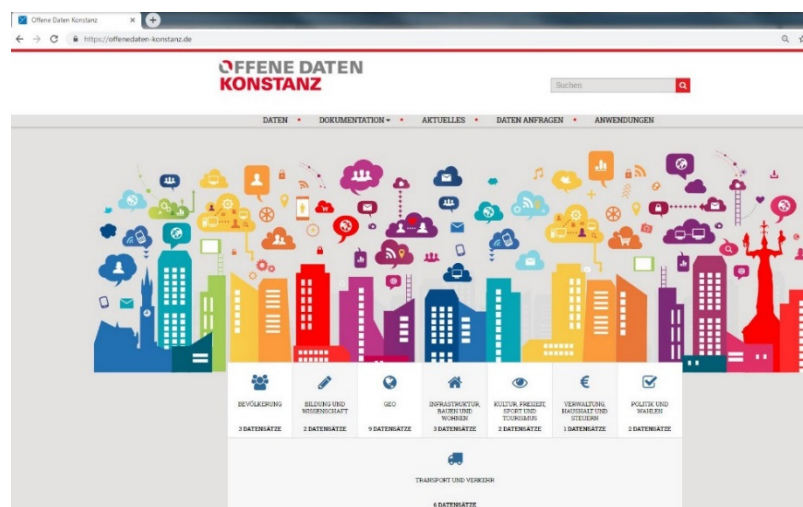 Offene Daten Konstanz
https://offenedaten-konstanz.de
OFFENE DATEN
KONSTANZ
Suchen
DATEN • DOKUMENTATION • AKTUELLES • DATEN ANFRAGEN • ANWENDUNGEN
BEVÖLKERUNG
3 DATENSÄTZE
BILDUNG UND
WISSENSCHAFT
2 DATENSÄTZE
GEO
9 DATENSÄTZE
INFRASTRUKTUR,
BAUEN UND
WOHNEN
3 DATENSÄTZE
KULTUR, FREIZEIT,
SPORT UND
TOURISMUS
2 DATENSÄTZE
VERWALTUNG,
HAUSHALT UND
STEUERN
1 DATENSÄTZE
POLITIK UND
WAHLEN
2 DATENSÄTZE
TRANSPORT UND VERKEHR
6 DATENSÄTZE